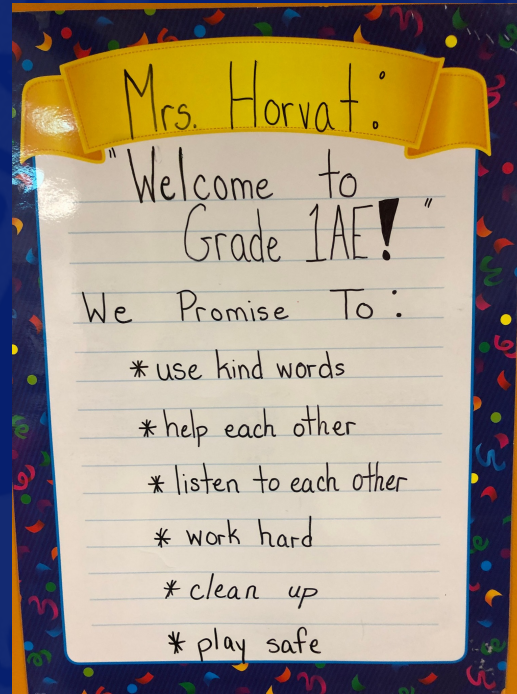 Mrs. Horvat:
"Welcome to
Grade 1AE!"
We Promise To:
* use kind words
* help each other
* listen to each other
* work hard
* clean up
* play safe